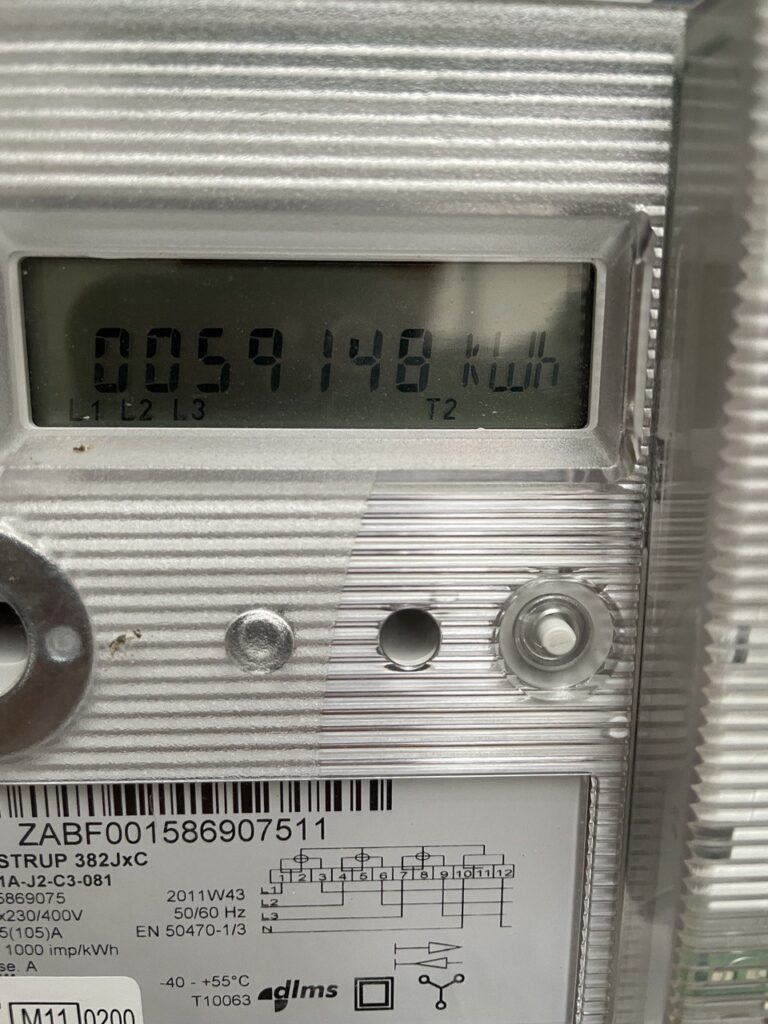 0059148 kWh
L1 L2 L3 T2
ZABF001586907511
STRUP 382JxC
1A-J2-C3-081
5869075
x230/400V
5(105)A
1000 imp/kWh
se. A
2011W43
50/60 Hz
EN 50470-1/3
L1
L2
L3
N
1 2 3 4 5 6 7 8 9 10 11 12
-40 - +55°C
T10063
dlms
M11 0200